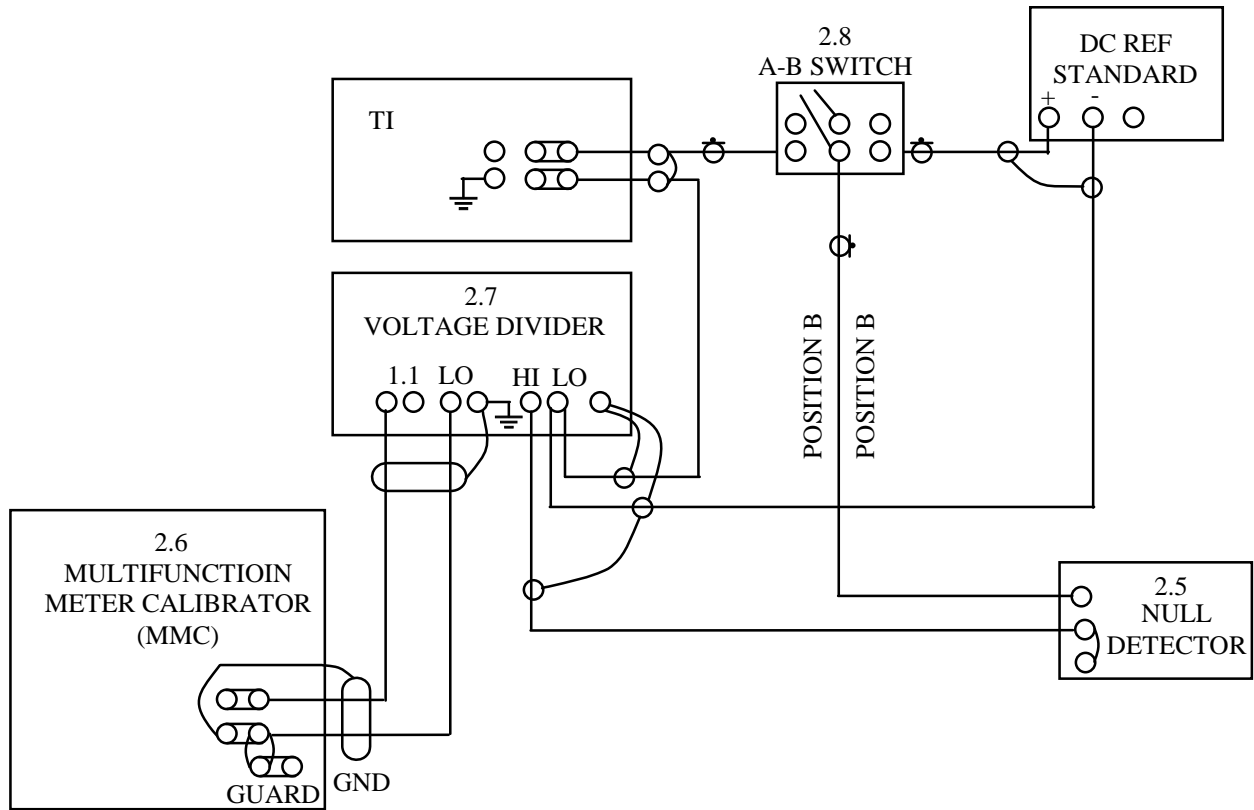 2.8
A-B SWITCH
DC REF
STANDARD
+ -
TI
2.7
VOLTAGE DIVIDER
1.1 LO HI LO
POSITION B
POSITION B
2.6
MULTIFUNCTIOIN
METER CALIBRATOR
(MMC)
GUARD
GND
2.5
NULL
DETECTOR